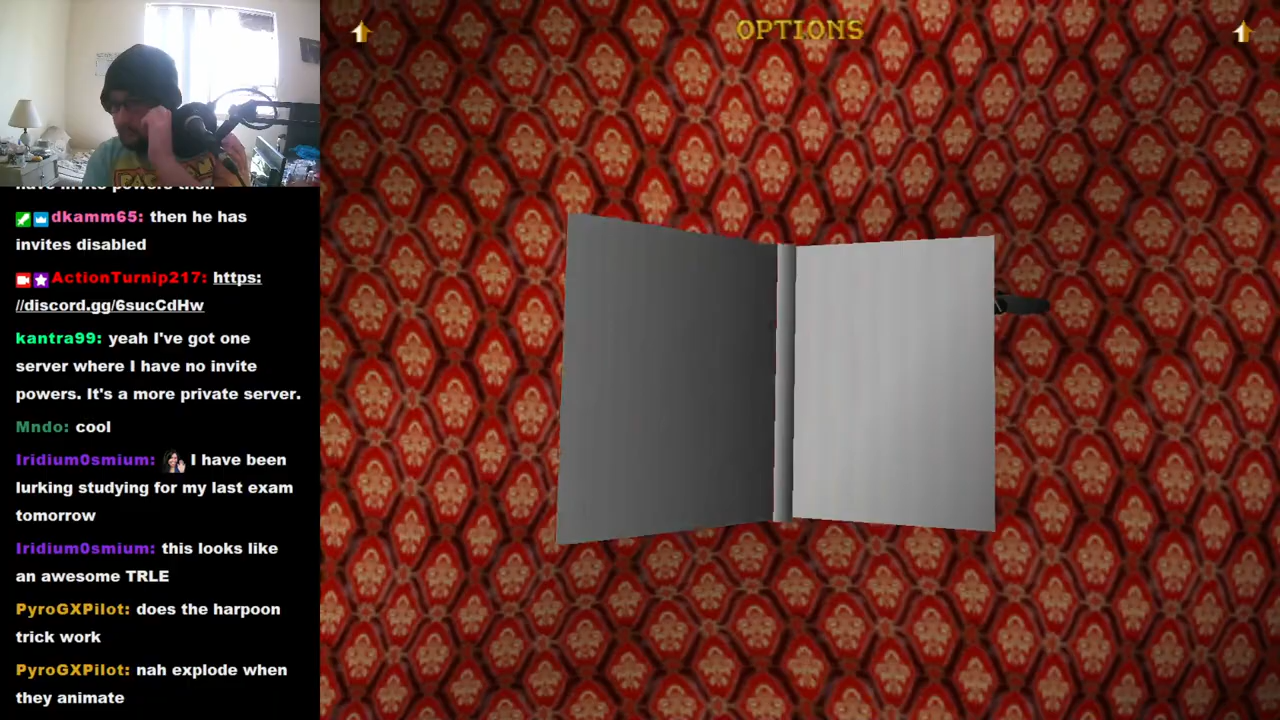 OPTIONS
dkamm65: then he has
invites disabled
ActionTurnip217: https:
//discord.gg/6sucCdHw
kantra99: yeah I've got one
server where I have no invite
powers. It's a more private server.
Mndo: cool
Iridium0smium: I have been
lurking studying for my last exam
tomorrow
Iridium0smium: this looks like
an awesome TRLE
PyroGXPilot: does the harpoon
trick work
PyroGXPilot: nah explode when
they animate